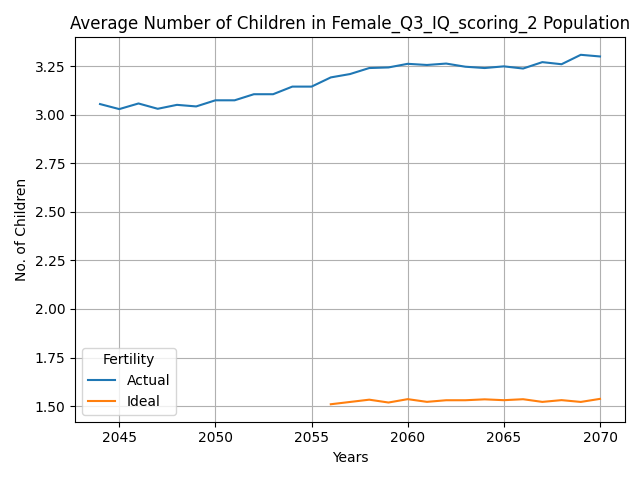 Average Number of Children in Female_Q3_IQ_scoring_2 Population
No. of Children
3.25
3.00
2.75
2.50
2.25
2.00
1.75
1.50
Fertility
Actual
Ideal
2045 2050 2055 2060 2065 2070
Years